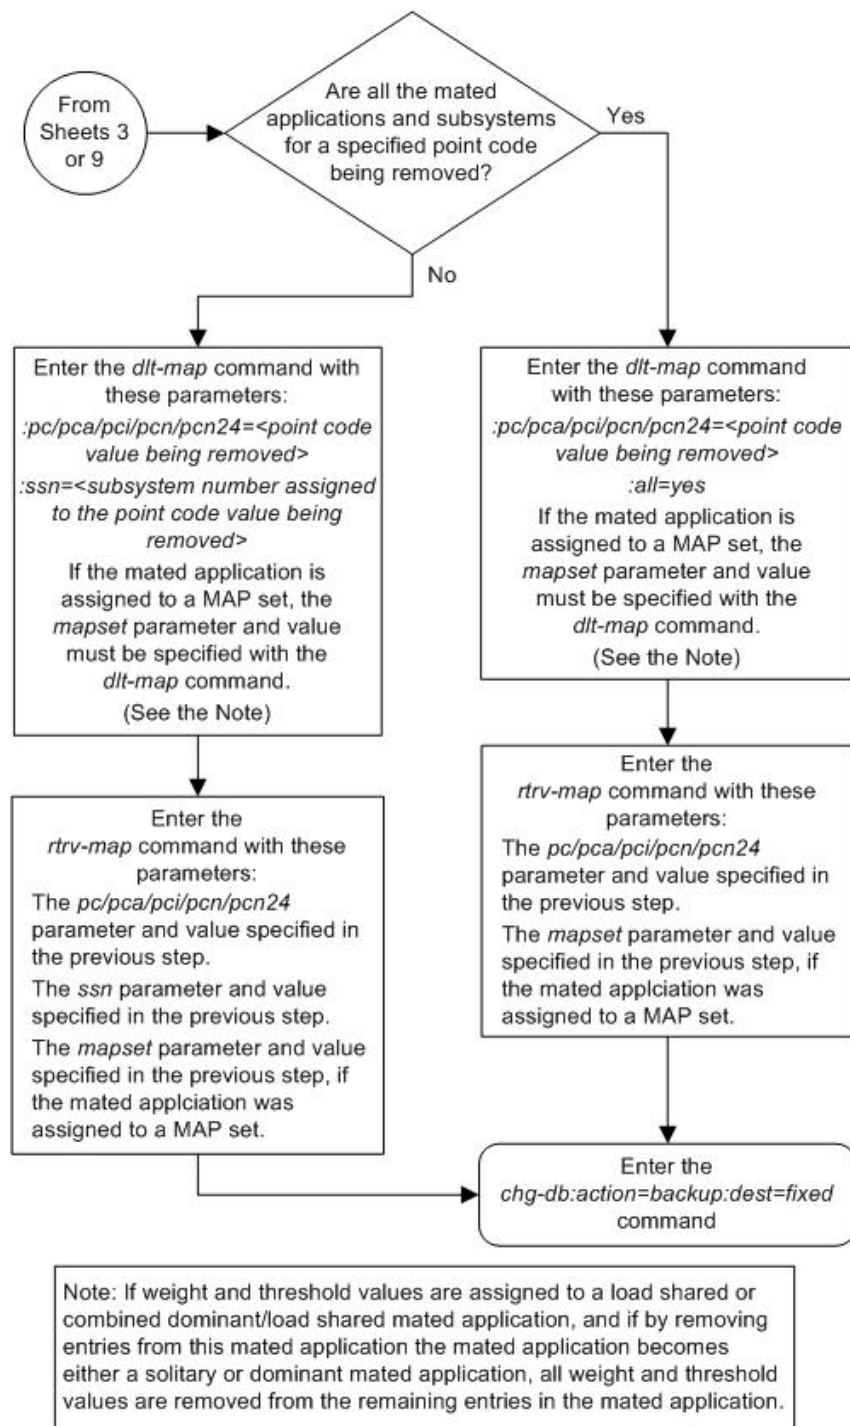 From
Sheets 3
or 9
Are all the mated
applications and subsystems
for a specified point code
being removed?
Yes
No
Enter the dlt-map command with
these parameters:
:pc/pca/pci/pcn/pcn24=<point code
value being removed>
:ssn=<subsystem number assigned
to the point code value being
removed>
If the mated application is
assigned to a MAP set, the
mapset parameter and value
must be specified with the
dlt-map command.
(See the Note)
Enter the dlt-map command
with these parameters:
:pc/pca/pci/pcn/pcn24=<point code
value being removed>
:all=yes
If the mated application is
assigned to a MAP set, the
mapset parameter and value
must be specified with the
dlt-map command.
(See the Note)
Enter the
rtrv-map command with these
parameters:
The pc/pca/pci/pcn/pcn24
parameter and value specified in
the previous step.
The ssn parameter and value
specified in the previous step.
The mapset parameter and value
specified in the previous step, if
the mated applciation was
assigned to a MAP set.
Enter the
rtrv-map command with these
parameters:
The pc/pca/pci/pcn/pcn24
parameter and value specified in
the previous step.
The mapset parameter and value
specified in the previous step, if
the mated applciation was
assigned to a MAP set.
Enter the
chg-db:action=backup:dest=fixed
command
Note: If weight and threshold values are assigned to a load shared or
combined dominant/load shared mated application, and if by removing
entries from this mated application the mated application becomes
either a solitary or dominant mated application, all weight and threshold
values are removed from the remaining entries in the mated application.